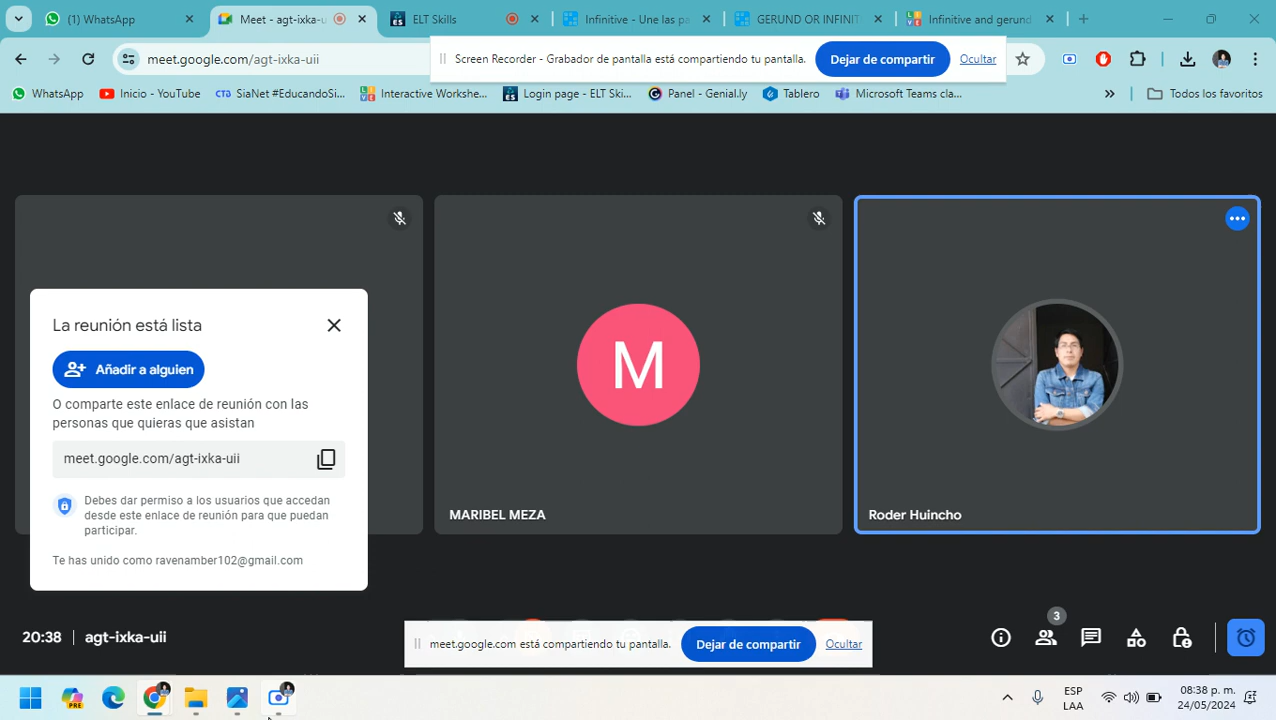 (1) WhatsApp
Meet - agt-ixka-u
ELT Skills
Infinitive - Une las pa
GERUND OR INFINIT
Infinitive and gerund
meet.google.com/agt-ixka-uii
Screen Recorder - Grabador de pantalla está compartiendo tu pantalla.
Dejar de compartir
Ocultar
WhatsApp
Inicio - YouTube
CTA SiaNet #EducandoSi...
Interactive Workshe...
Login page - ELT Ski...
Panel - Genial.ly
Tablero
Microsoft Teams cla...
Todos los favoritos
La reunión está lista
Añadir a alguien
O comparte este enlace de reunión con las
personas que quieras que asistan
meet.google.com/agt-ixka-uii
Debes dar permiso a los usuarios que accedan
desde este enlace de reunión para que puedan
participar.
Te has unido como ravenamber102@gmail.com
M
MARIBEL MEZA
Roder Huincho
20:38 | agt-ixka-uii
meet.google.com está compartiendo tu pantalla.
Dejar de compartir
Ocultar
3
PRE
ESP
LAA
08:38 p. m.
24/05/2024